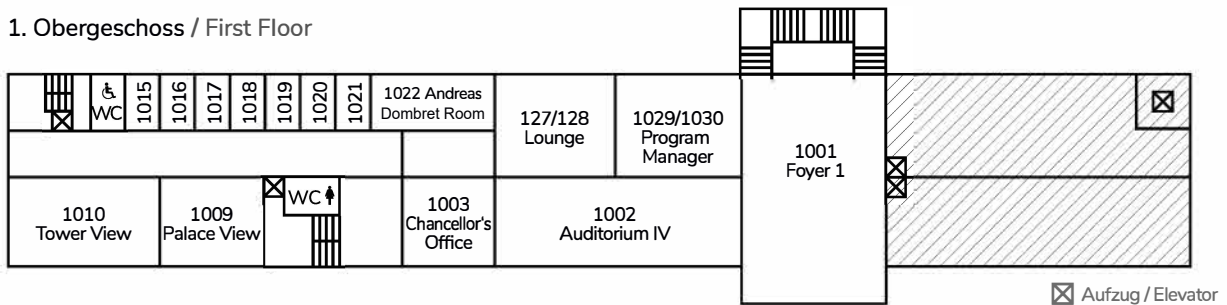 1. Obergeschoss / First Floor
WC
1015
1016
1017
1018
1019
1020
1021
1022 Andreas
Dombret Room
127/128
Lounge
1029/1030
Program
Manager
1001
Foyer 1
1010
Tower View
1009
Palace View
WC
1003
Chancellor's
Office
1002
Auditorium IV
Aufzug / Elevator